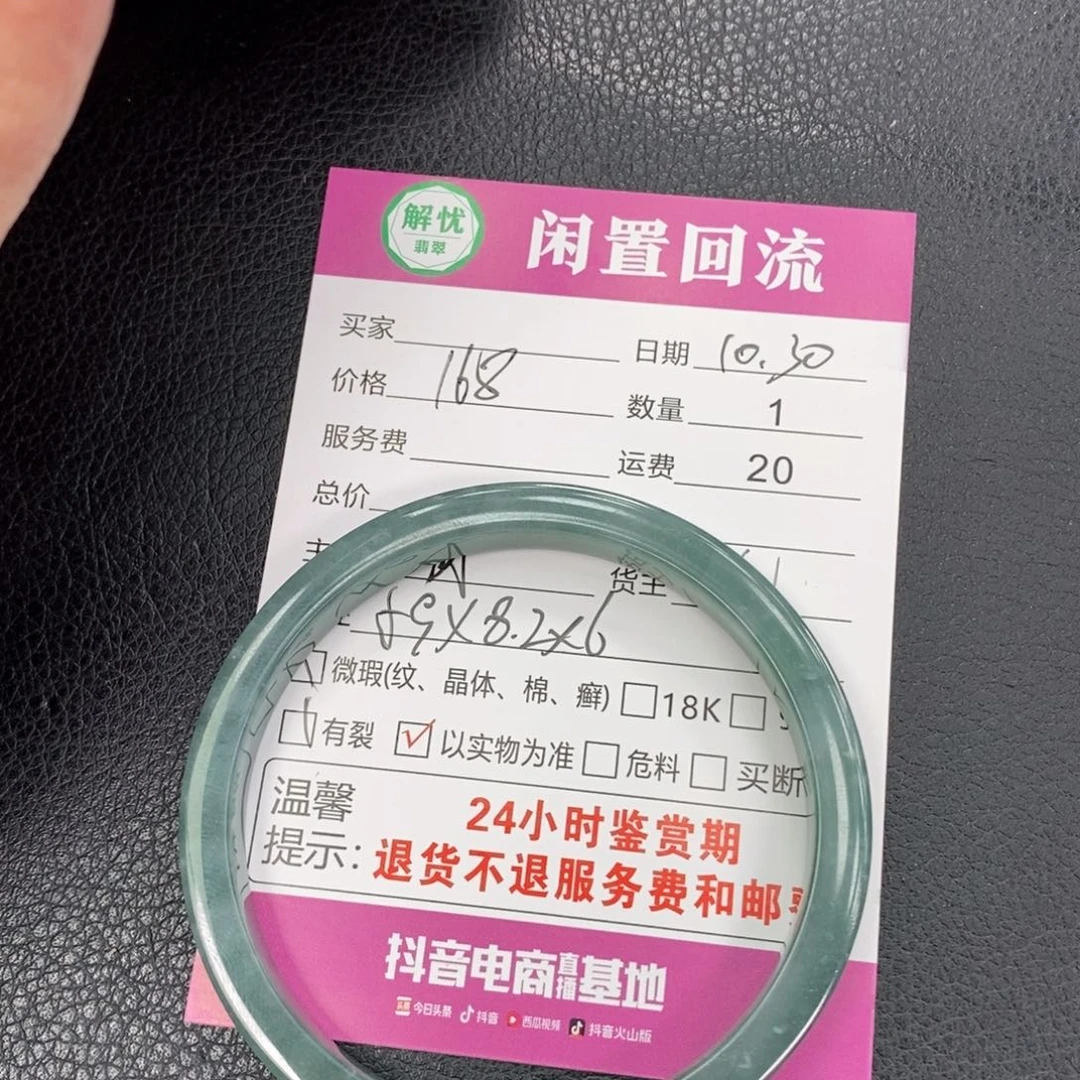 解忧
翡翠
闲置回流
买家 日期 10.30
价格 168 数量 1
服务费 运费 20
总价
主 货主
59X8.2X6
微瑕(纹、晶体、棉、癣) 18K
有裂 以实物为准 危料 买断
温馨
提示:
24小时鉴赏期
退货不退服务费和邮
抖音电商直播基地
头条 今日头条 抖音 西瓜视频 抖音火山版